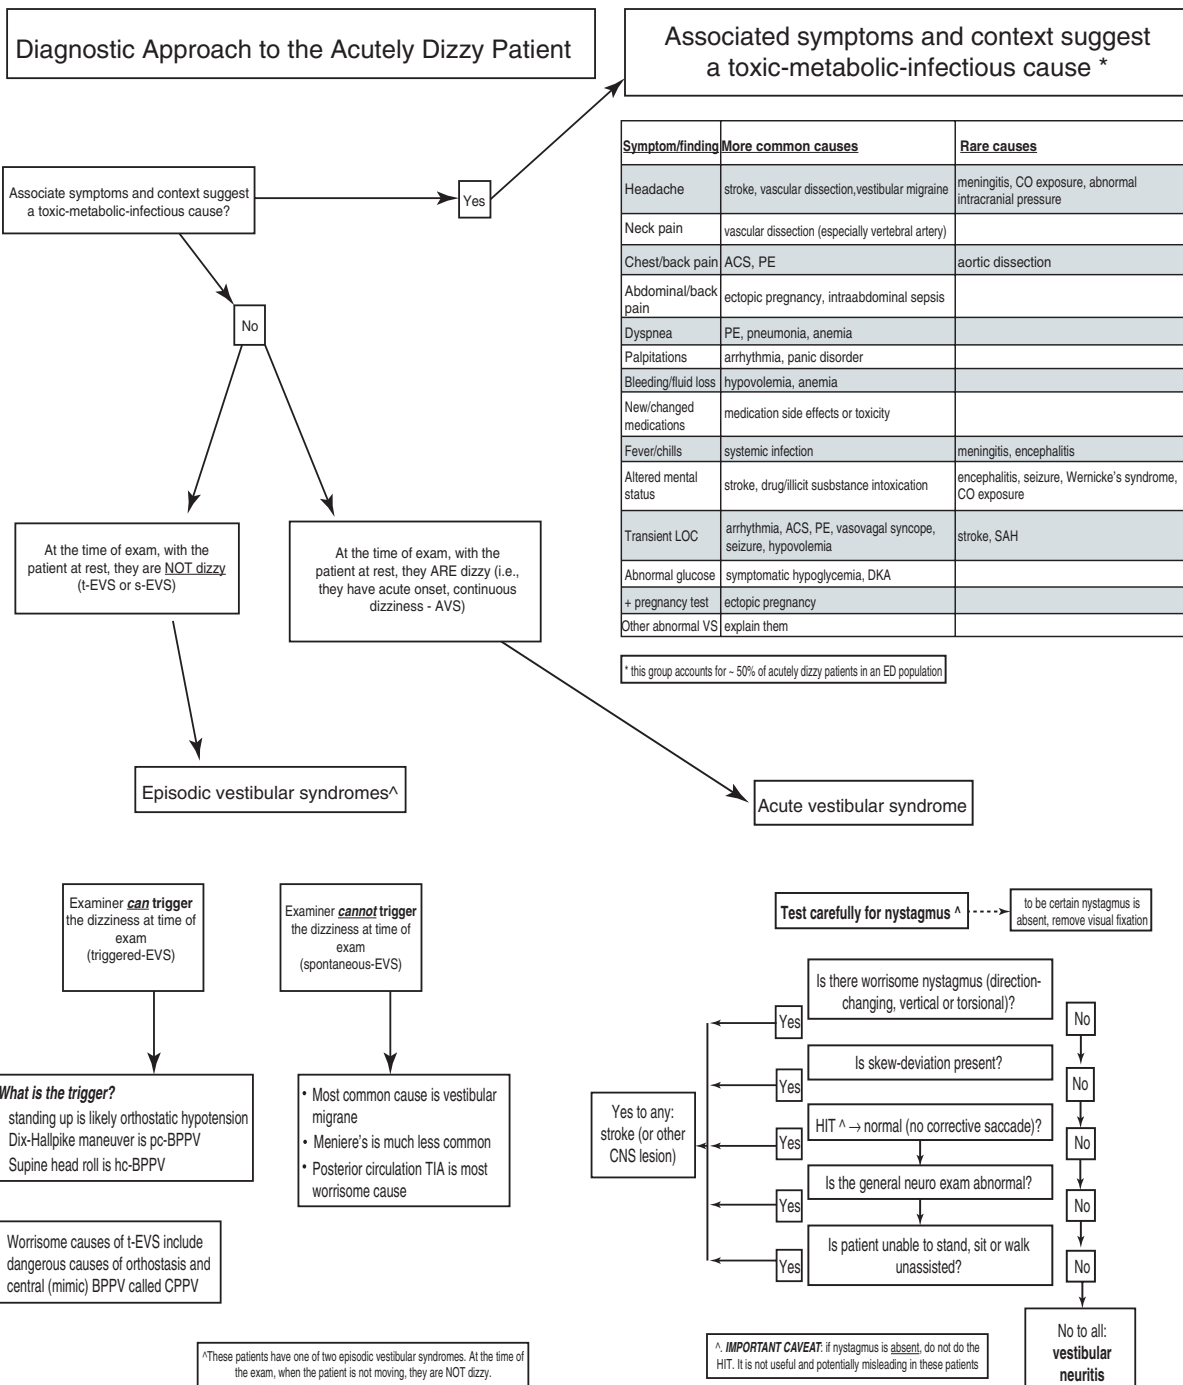 Diagnostic Approach to the Acutely Dizzy Patient
Associated symptoms and context suggest
a toxic-metabolic-infectious cause *
Associate symptoms and context suggest
a toxic-metabolic-infectious cause?
Yes
No
Symptom/finding More common causes Rare causes
Headache stroke, vascular dissection,vestibular migraine meningitis, CO exposure, abnormal
intracranial pressure
Neck pain vascular dissection (especially vertebral artery)
Chest/back pain ACS, PE aortic dissection
Abdominal/back
pain ectopic pregnancy, intraabdominal sepsis
Dyspnea PE, pneumonia, anemia
Palpitations arrhythmia, panic disorder
Bleeding/fluid loss hypovolemia, anemia
New/changed
medications medication side effects or toxicity
Fever/chills systemic infection meningitis, encephalitis
Altered mental
status stroke, drug/illicit susbstance intoxication encephalitis, seizure, Wernicke's syndrome,
CO exposure
Transient LOC arrhythmia, ACS, PE, vasovagal syncope,
seizure, hypovolemia stroke, SAH
Abnormal glucose symptomatic hypoglycemia, DKA
+ pregnancy test ectopic pregnancy
Other abnormal VS explain them
* this group accounts for ~ 50% of acutely dizzy patients in an ED population
At the time of exam, with the
patient at rest, they are NOT dizzy
(t-EVS or s-EVS)
At the time of exam, with the
patient at rest, they ARE dizzy (i.e.,
they have acute onset, continuous
dizziness - AVS)
Episodic vestibular syndromes^
Acute vestibular syndrome
Examiner can trigger
the dizziness at time of
exam
(triggered-EVS)
Examiner cannot trigger
the dizziness at time of
exam
(spontaneous-EVS)
What is the trigger?
standing up is likely orthostatic hypotension
Dix-Hallpike maneuver is pc-BPPV
Supine head roll is hc-BPPV
• Most common cause is vestibular
migrane
• Meniere's is much less common
• Posterior circulation TIA is most
worrisome cause
Worrisome causes of t-EVS include
dangerous causes of orthostasis and
central (mimic) BPPV called CPPV
^These patients have one of two episodic vestibular syndromes. At the time of
the exam, when the patient is not moving, they are NOT dizzy.
Test carefully for nystagmus ^
to be certain nystagmus is
absent, remove visual fixation
Is there worrisome nystagmus (direction-
changing, vertical or torsional)?
Yes
No
Is skew-deviation present?
Yes
No
HIT ^ → normal (no corrective saccade)?
Yes
No
Is the general neuro exam abnormal?
Yes
No
Is patient unable to stand, sit or walk
unassisted?
Yes
No
Yes to any:
stroke (or other
CNS lesion)
No to all:
vestibular
neuritis
^. IMPORTANT CAVEAT: if nystagmus is absent, do not do the
HIT. It is not useful and potentially misleading in these patients